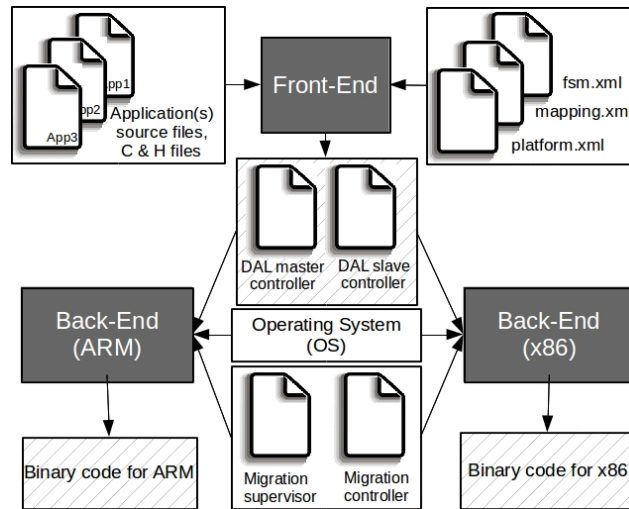 App1
App2
App3
Application(s)
source files,
C & H files
Front-End
fsm.xml
mapping.xm
platform.xml
DAL master
controller
DAL slave
controller
Back-End
(ARM)
Operating System
(OS)
Back-End
(x86)
Binary code for ARM
Migration
supervisor
Migration
controller
Binary code for x86